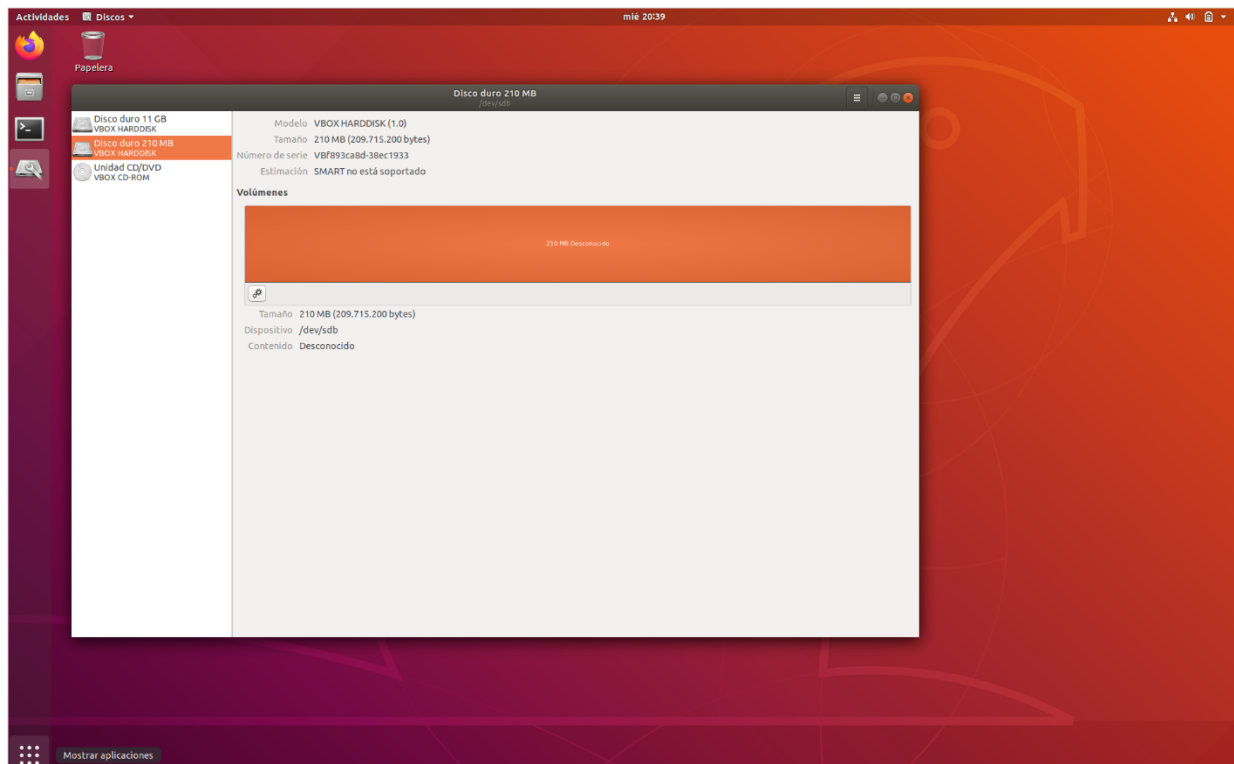 Actividades Discos mié 20:39
Papelera
Disco duro 210 MB
/dev/sdb
Disco duro 11 GB
VBOX HARDDISK
Disco duro 210 MB
VBOX HARDDISK
Unidad CD/DVD
VBOX CD-ROM
Modelo VBOX HARDDISK (1.0)
Tamaño 210 MB (209.715.200 bytes)
Número de serie VBf893ca8d-38ec1933
Estimación SMART no está soportado
Volúmenes
210 MB Desconocido
Tamaño 210 MB (209.715.200 bytes)
Dispositivo /dev/sdb
Contenido Desconocido
Mostrar aplicaciones